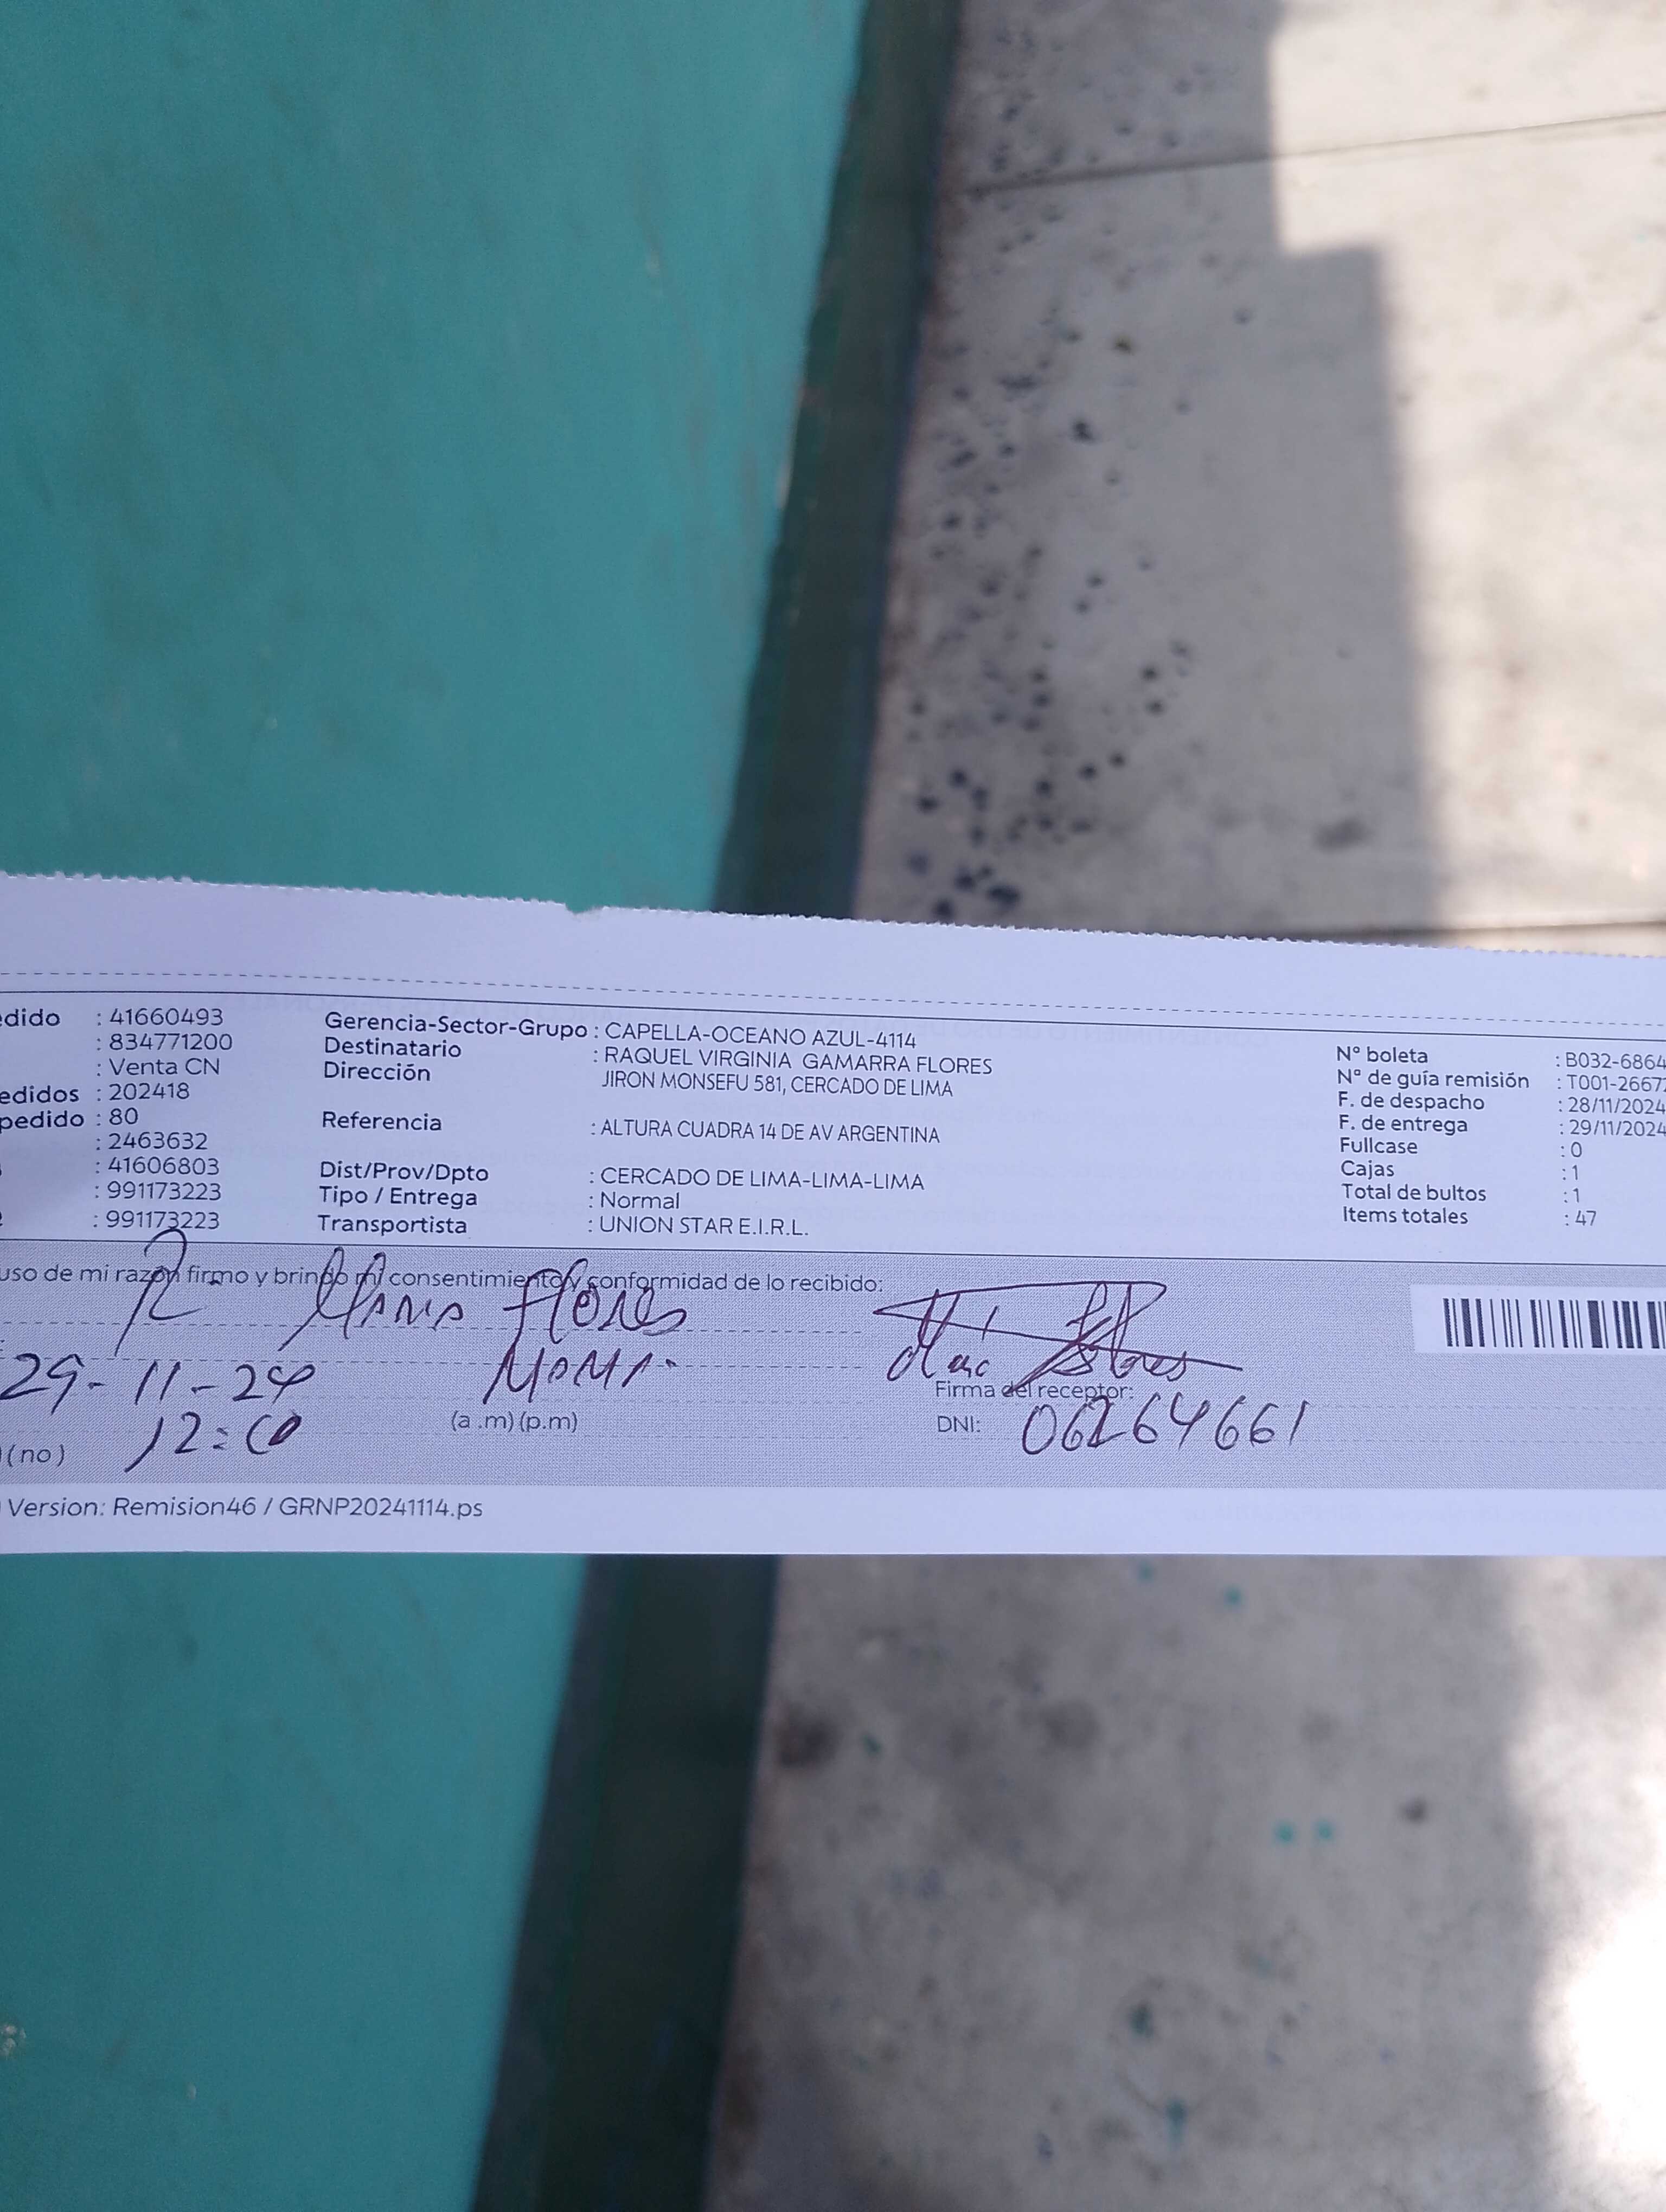 edido : 41660493
: 834771200
: Venta CN
edidos : 202418
pedido : 80
: 2463632
: 41606803
: 991173223
: 991173223
Gerencia-Sector-Grupo : CAPELLA-OCEANO AZUL-4114
Destinatario : RAQUEL VIRGINIA GAMARRA FLORES
Dirección JIRON MONSEFU 581, CERCADO DE LIMA
Referencia : ALTURA CUADRA 14 DE AV ARGENTINA
Dist/Prov/Dpto : CERCADO DE LIMA-LIMA-LIMA
Tipo / Entrega : Normal
Transportista : UNION STAR E.I.R.L.
Nº boleta : B032-6864
Nº de guía remisión : T001-2667
F. de despacho : 28/11/2024
F. de entrega : 29/11/2024
Fullcase : 0
Cajas : 1
Total de bultos : 1
Items totales : 47
uso de mi razón firmo y brindo mi consentimiento y conformidad de lo recibido:
R Flores
29-11-24 MAMA.
Flores
Firma del receptor:
12: (a .m) (p.m)
DNI: 06264661
(no)
Version: Remision46 / GRNP20241114.ps